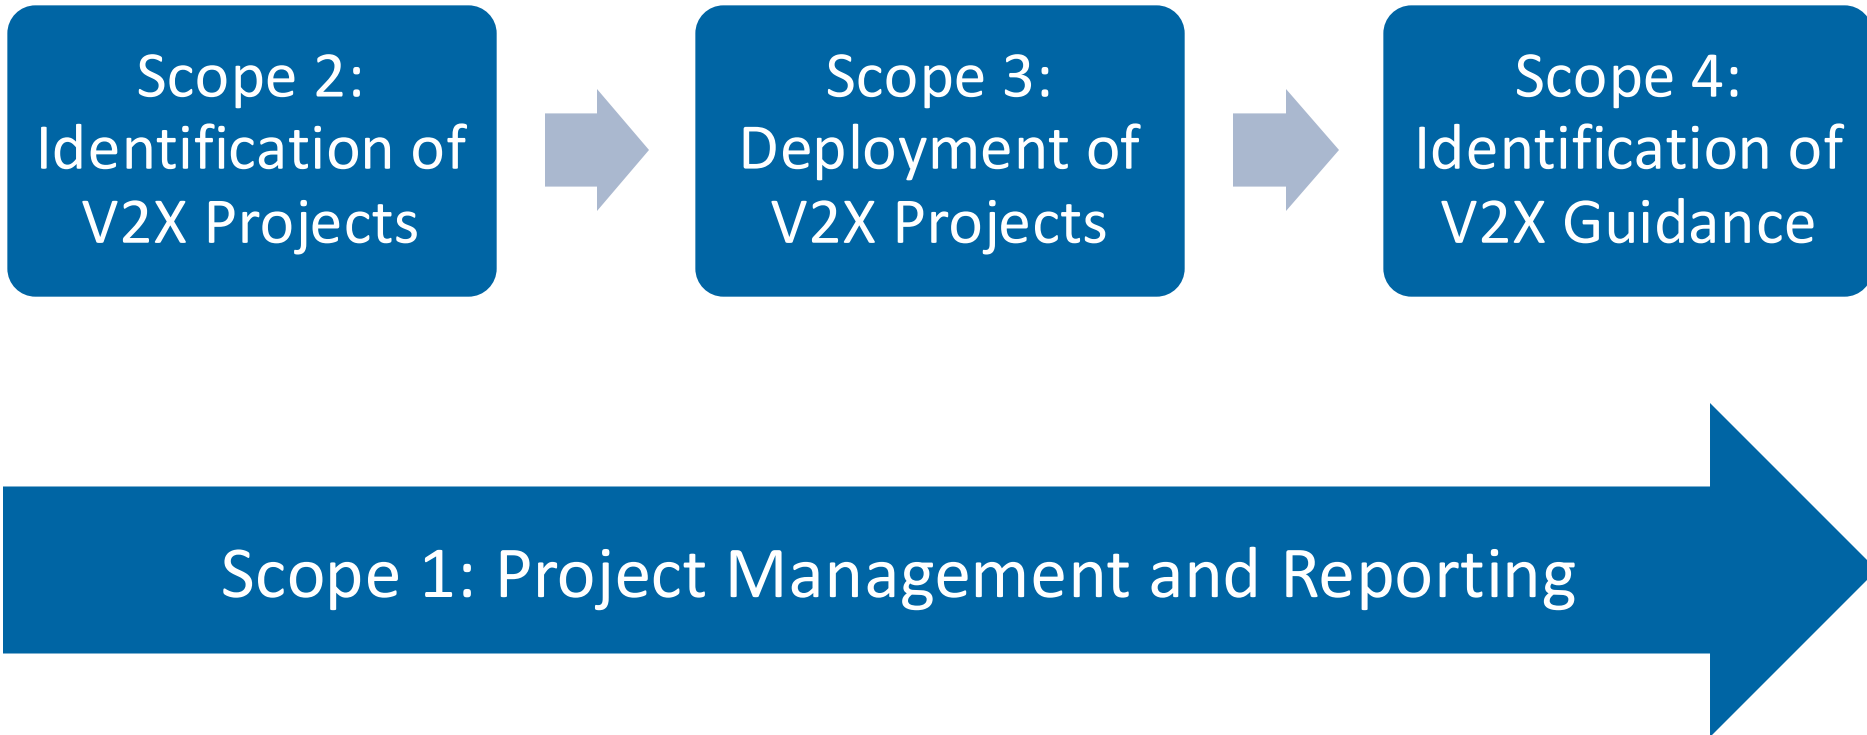 Scope 2:
Identification of
V2X Projects
Scope 3:
Deployment of
V2X Projects
Scope 4:
Identification of
V2X Guidance
Scope 1: Project Management and Reporting